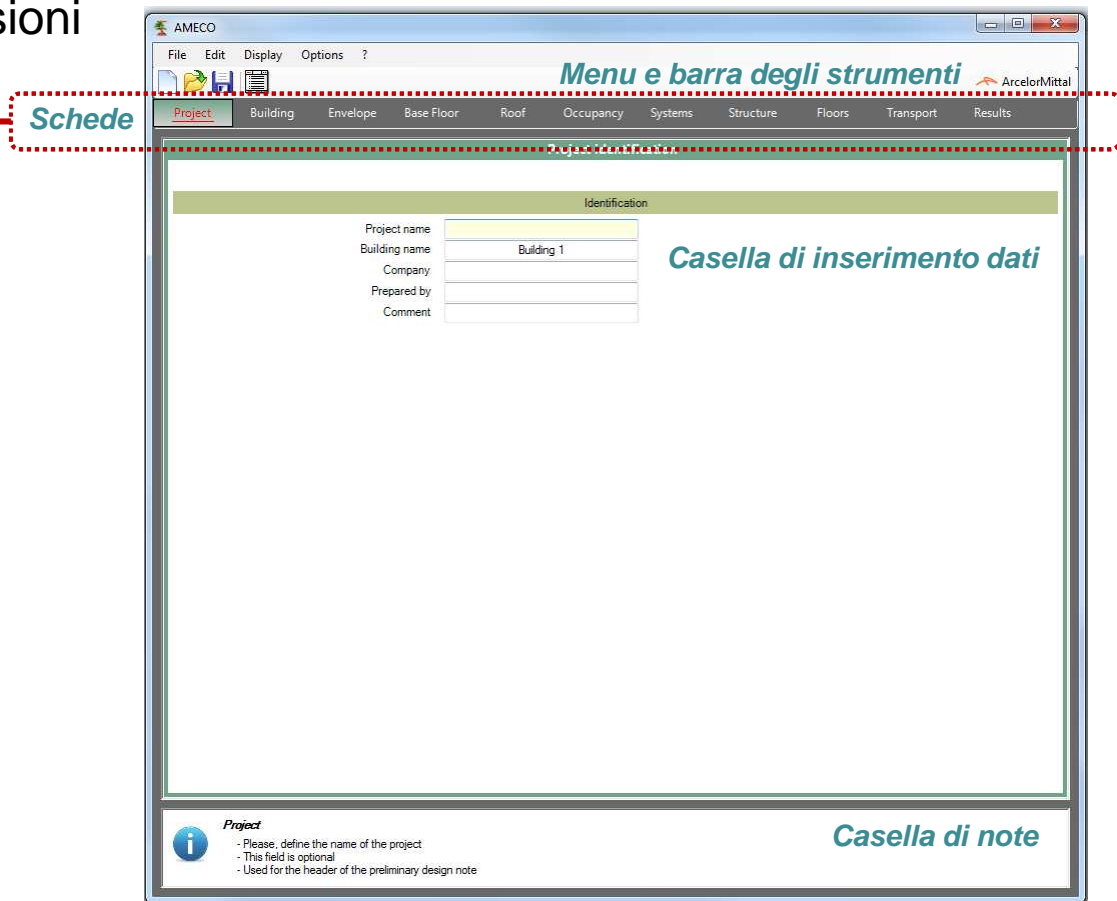 AMECO
File Edit Display Options ?
Menu e barra degli strumenti
ArcelorMittal
Schede
Project Building Envelope Base Floor Roof Occupancy Systems Structure Floors Transport Results
Project identification
Identification
Project name
Building name Building 1
Casella di inserimento dati
Company
Prepared by
Comment
Project
- Please, define the name of the project
- This field is optional
- Used for the header of the preliminary design note
Casella di note